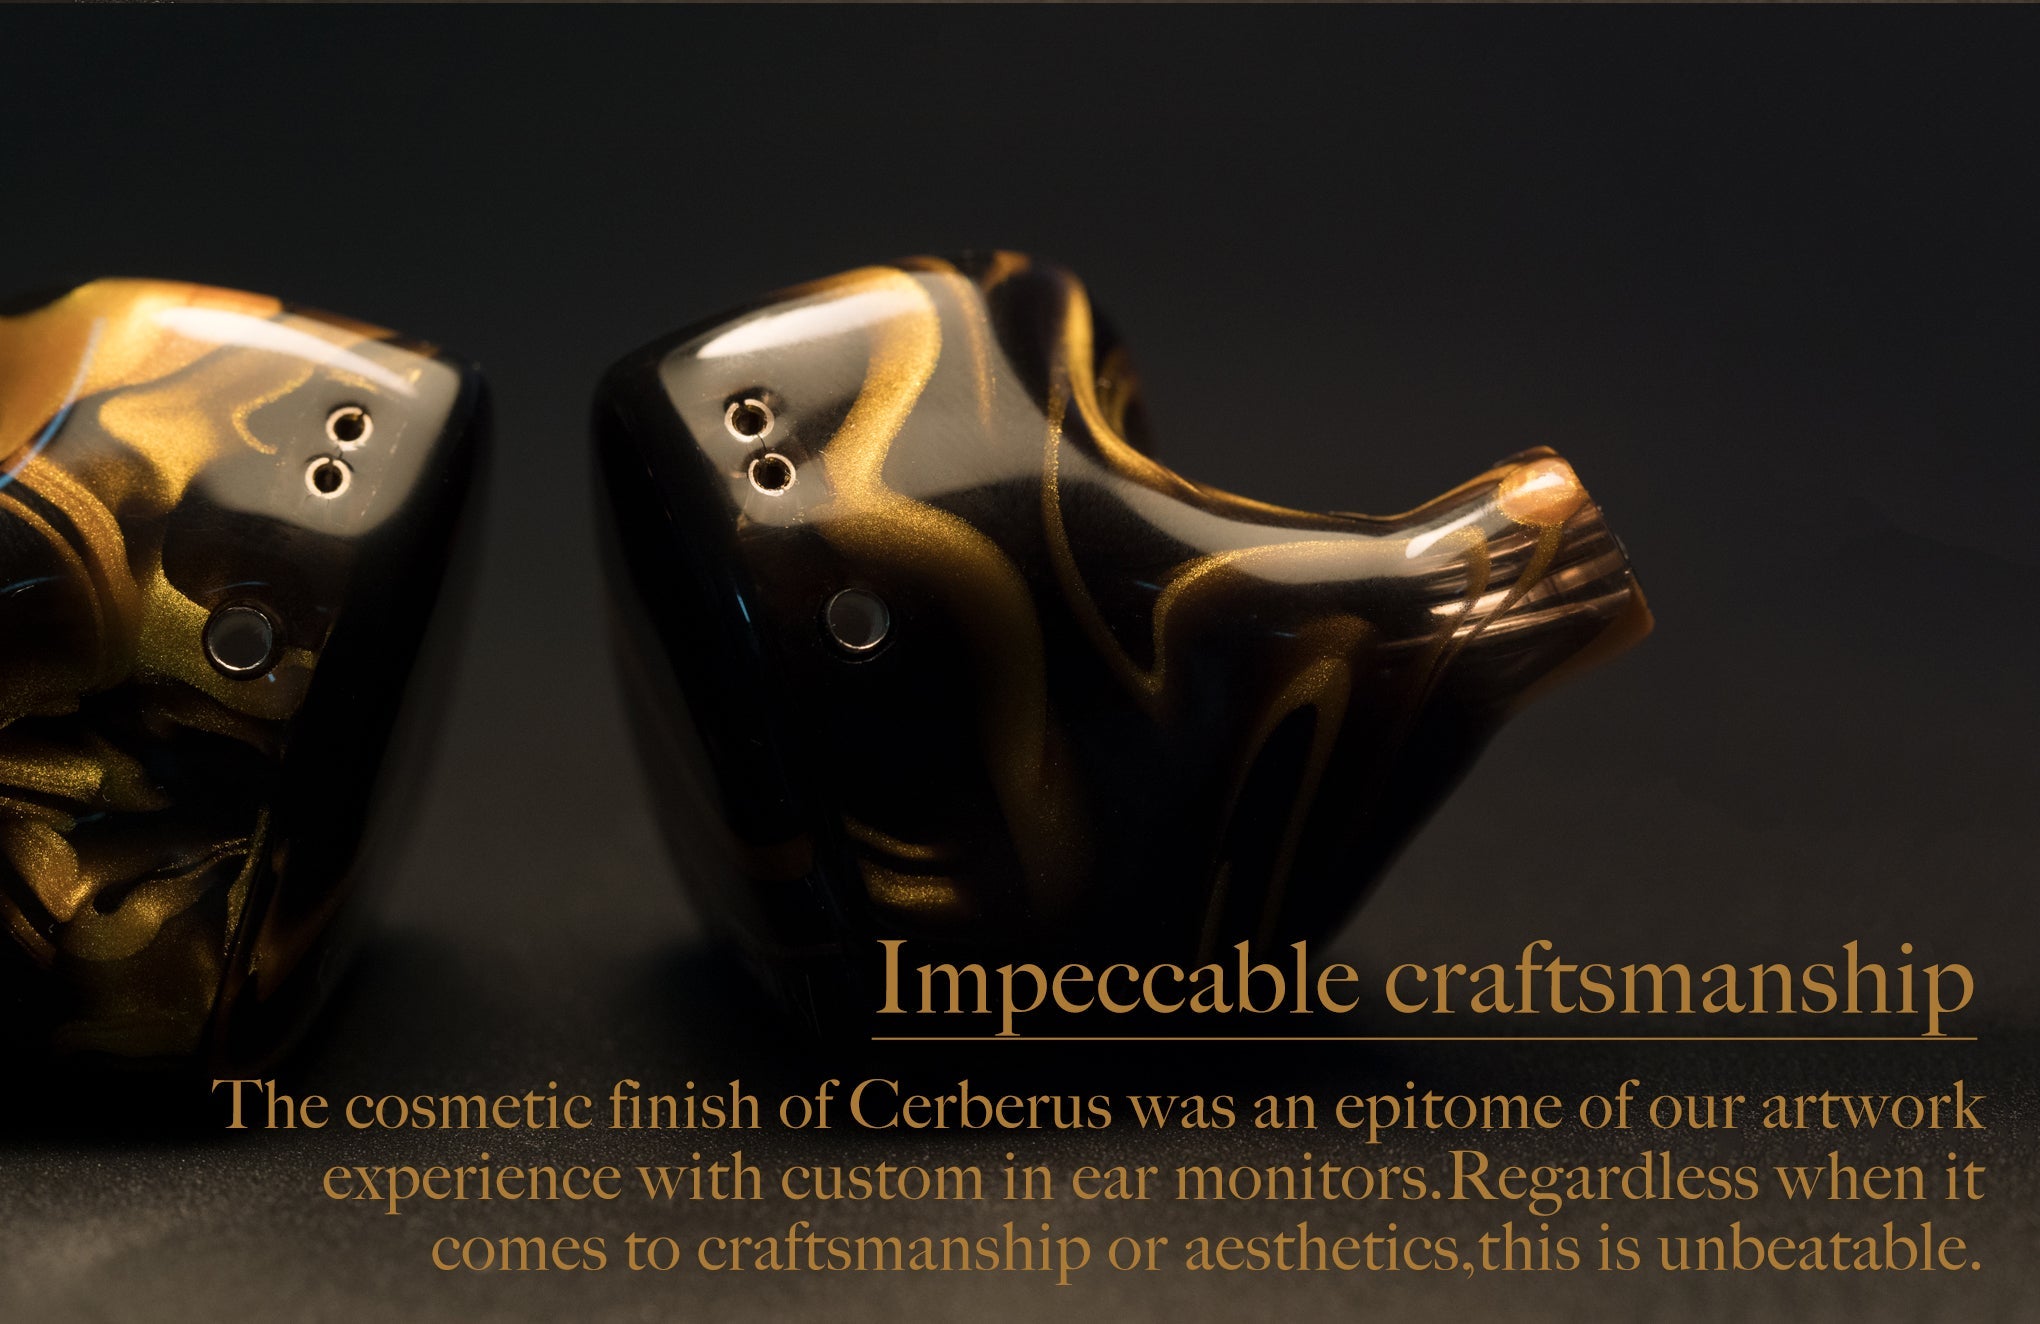 Impeccable craftsmanship
The cosmetic finish of Cerberus was an epitome of our artwork
experience with custom in ear monitors.Regardless when it
comes to craftsmanship or aesthetics,this is unbeatable.